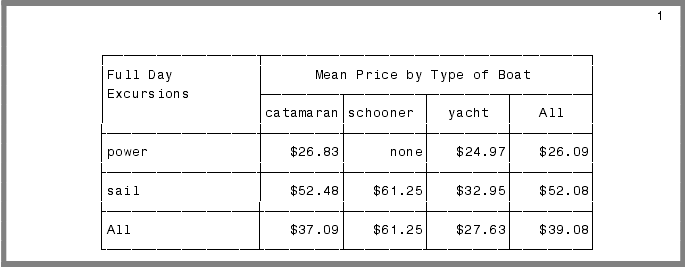 1
Full Day Mean Price by Type of Boat
Excursions
catamaran schooner yacht All
power $26.83 none $24.97 $26.09
sail $52.48 $61.25 $32.95 $52.08
All $37.09 $61.25 $27.63 $39.08